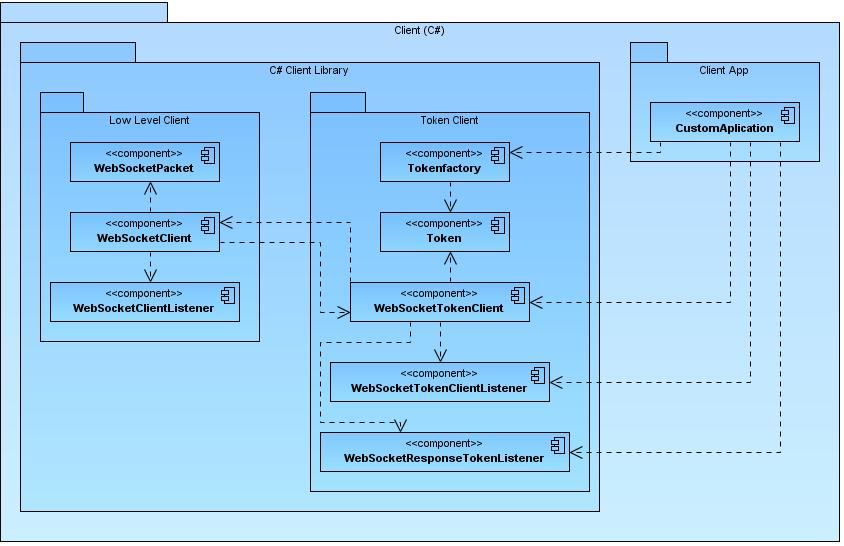 Client (C#)
C# Client Library
Client App
Low Level Client
Token Client
<<component>>
CustomAplication
<<component>>
WebSocketPacket
<<component>>
Tokenfactory
<<component>>
WebSocketClient
<<component>>
Token
<<component>>
WebSocketClientListener
<<component>>
WebSocketTokenClient
<<component>>
WebSocketTokenClientListener
<<component>>
WebSocketResponseTokenListener